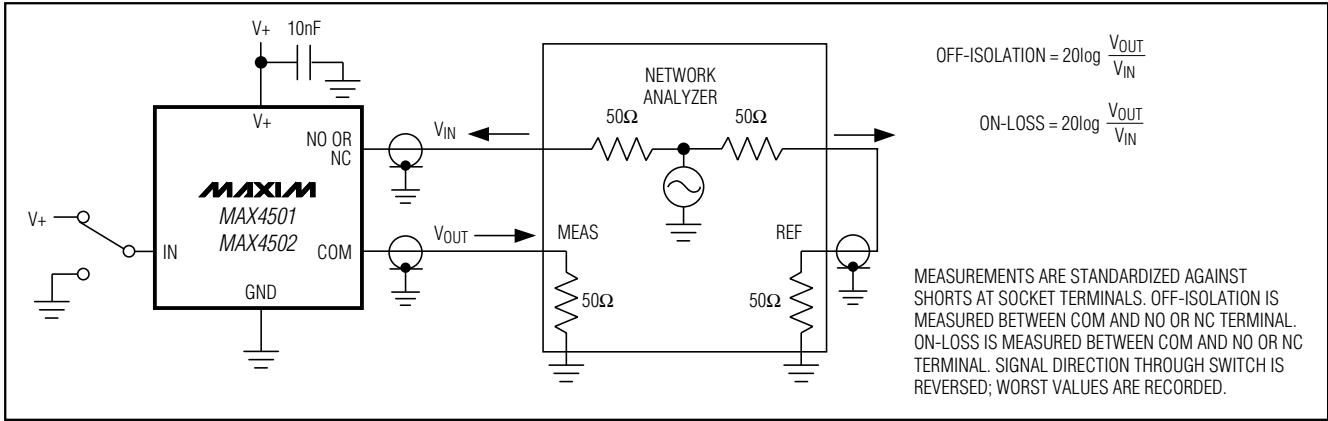 V+ 10nF
V+
NO OR
NC
MAXIM
MAX4501
MAX4502
COM
IN
GND
V+
VIN
VOUT
NETWORK
ANALYZER
50Ω 50Ω
MEAS REF
50Ω 50Ω
OFF-ISOLATION = 20log VOUT
VIN
ON-LOSS = 20log VOUT
VIN
MEASUREMENTS ARE STANDARDIZED AGAINST
SHORTS AT SOCKET TERMINALS. OFF-ISOLATION IS
MEASURED BETWEEN COM AND NO OR NC TERMINAL.
ON-LOSS IS MEASURED BETWEEN COM AND NO OR NC
TERMINAL. SIGNAL DIRECTION THROUGH SWITCH IS
REVERSED; WORST VALUES ARE RECORDED.